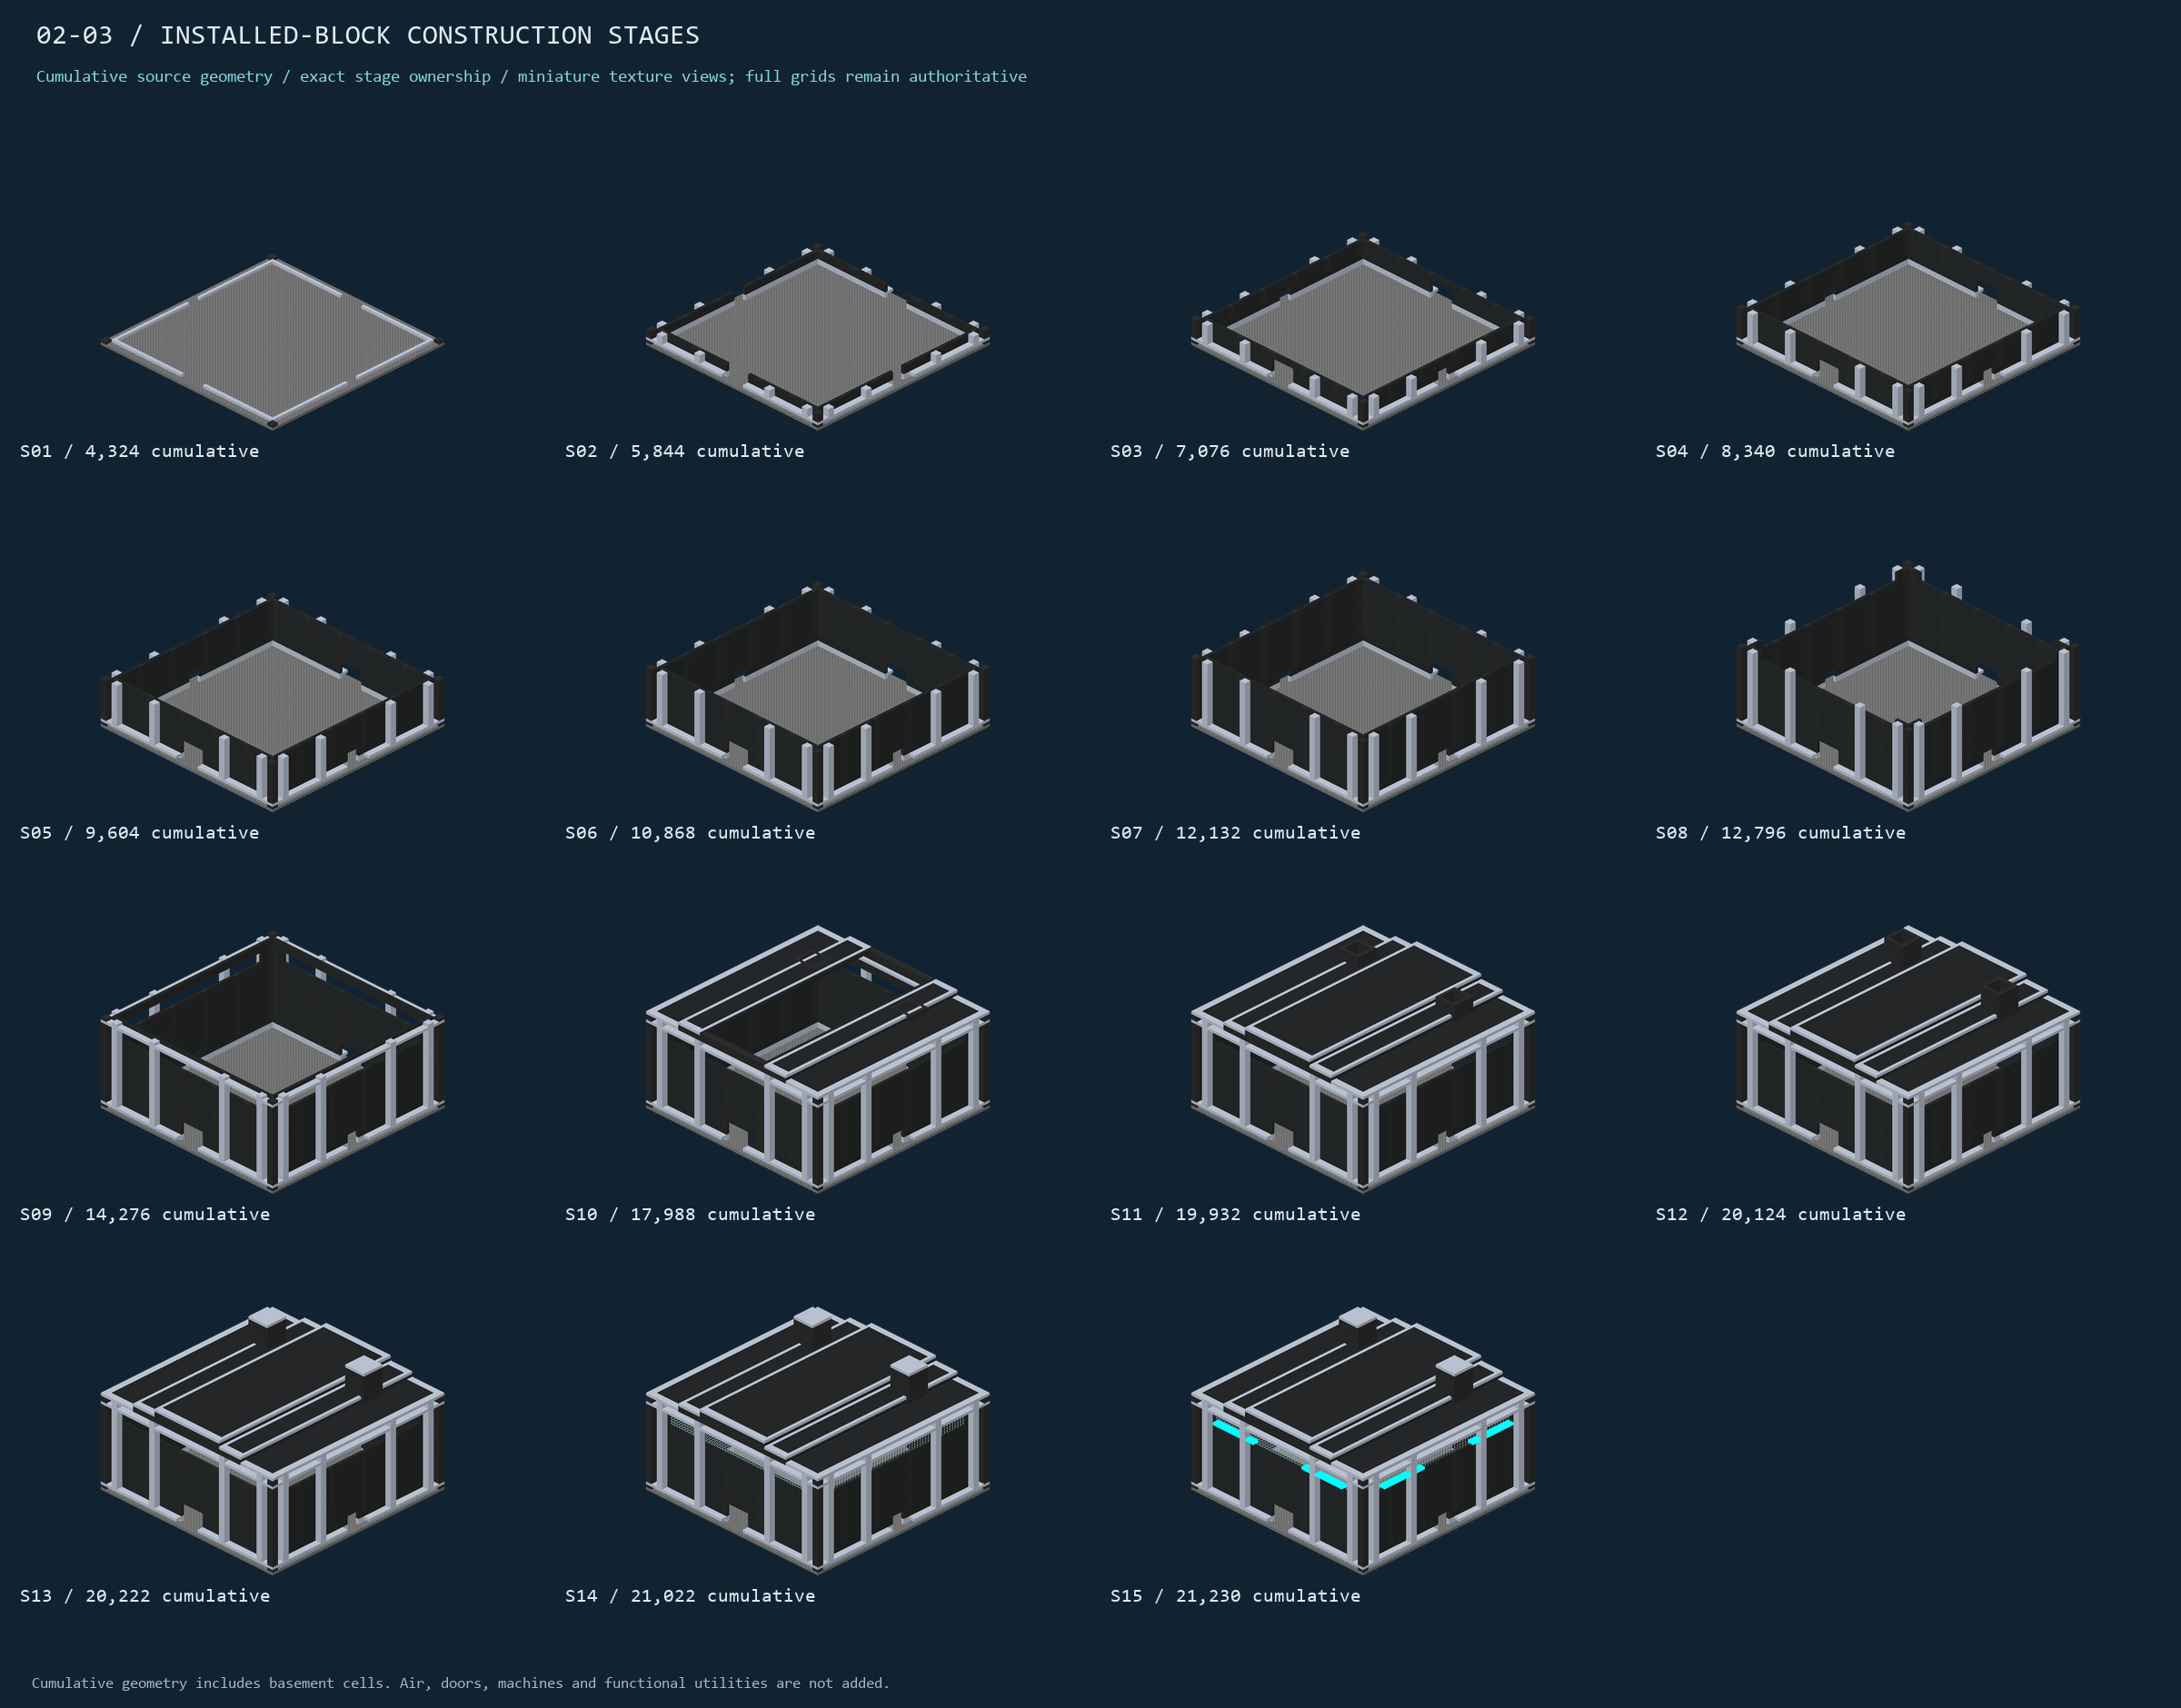 02-03 / INSTALLED-BLOCK CONSTRUCTION STAGES
Cumulative source geometry / exact stage ownership / miniature texture views; full grids remain authoritative
S01 / 4,324 cumulative
S02 / 5,844 cumulative
S03 / 7,076 cumulative
S04 / 8,340 cumulative
S05 / 9,604 cumulative
S06 / 10,868 cumulative
S07 / 12,132 cumulative
S08 / 12,796 cumulative
S09 / 14,276 cumulative
S10 / 17,988 cumulative
S11 / 19,932 cumulative
S12 / 20,124 cumulative
S13 / 20,222 cumulative
S14 / 21,022 cumulative
S15 / 21,230 cumulative
Cumulative geometry includes basement cells. Air, doors, machines and functional utilities are not added.